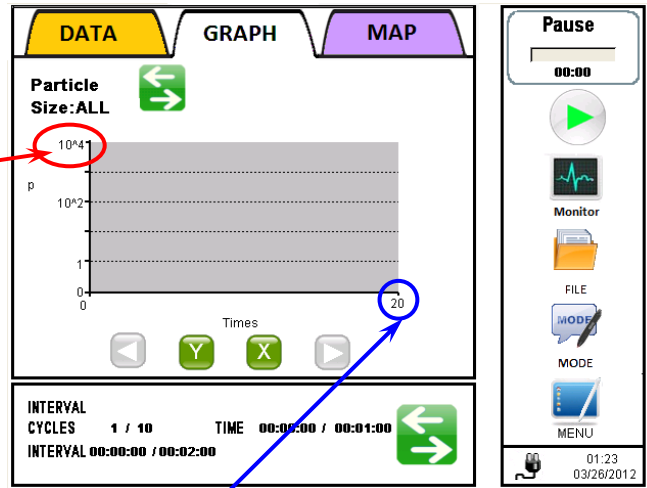 DATA
GRAPH
MAP
Particle
Size:ALL
10^4
p
10^2
1
0
0
20
Times
Y
X
INTERVAL
CYCLES 1 / 10 TIME 00:00:00 / 00:01:00
INTERVAL 00:00:00 / 00:02:00
Pause
00:00
Monitor
FILE
MODE
MODE
MENU
01:23
03/26/2012